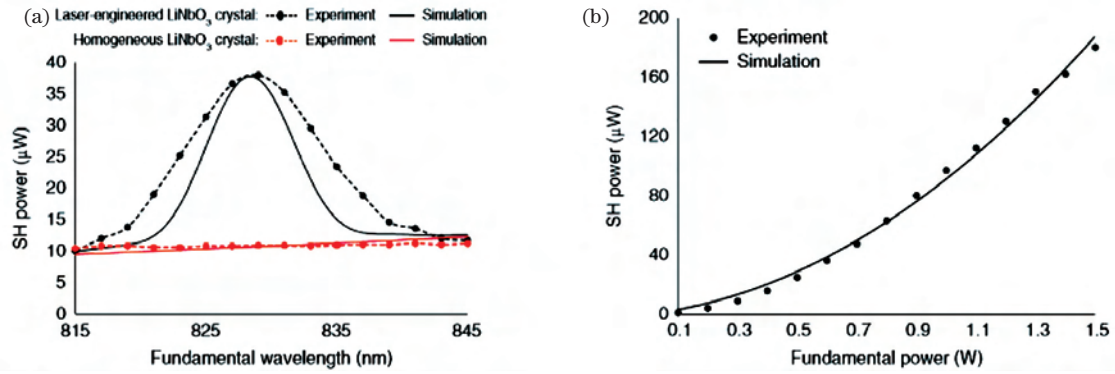 (a)
Laser-engineered LiNbO₃ crystal: Experiment Simulation
Homogeneous LiNbO₃ crystal: Experiment Simulation
40
35
30
25
20
15
10
5
0
SH power (μW)
815 825 835 845
Fundamental wavelength (nm)
(b)
200
160
120
80
40
0
SH power (μW)
Experiment
Simulation
0.1 0.3 0.5 0.7 0.9 1.1 1.3 1.5
Fundamental power (W)